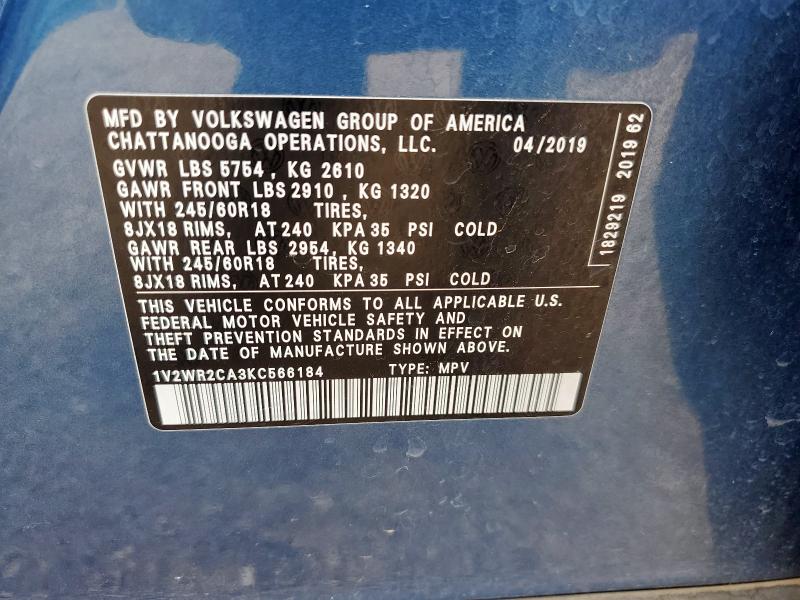 MFD BY VOLKSWAGEN GROUP OF AMERICA
CHATTANOOGA OPERATIONS, LLC. 04/2019
GVWR LBS 5754, KG 2610
GAWR FRONT LBS 2910, KG 1320
WITH 245/60R18 TIRES,
8JX18 RIMS, AT 240 KPA 35 PSI COLD
GAWR REAR LBS 2954, KG 1340
WITH 245/60R18 TIRES,
8JX18 RIMS, AT 240 KPA 35 PSI COLD
THIS VEHICLE CONFORMS TO ALL APPLICABLE U.S.
FEDERAL MOTOR VEHICLE SAFETY AND
THEFT PREVENTION STANDARDS IN EFFECT ON
THE DATE OF MANUFACTURE SHOWN ABOVE.
1V2WR2CA3KC566184 TYPE: MPV
1829219 2019 62